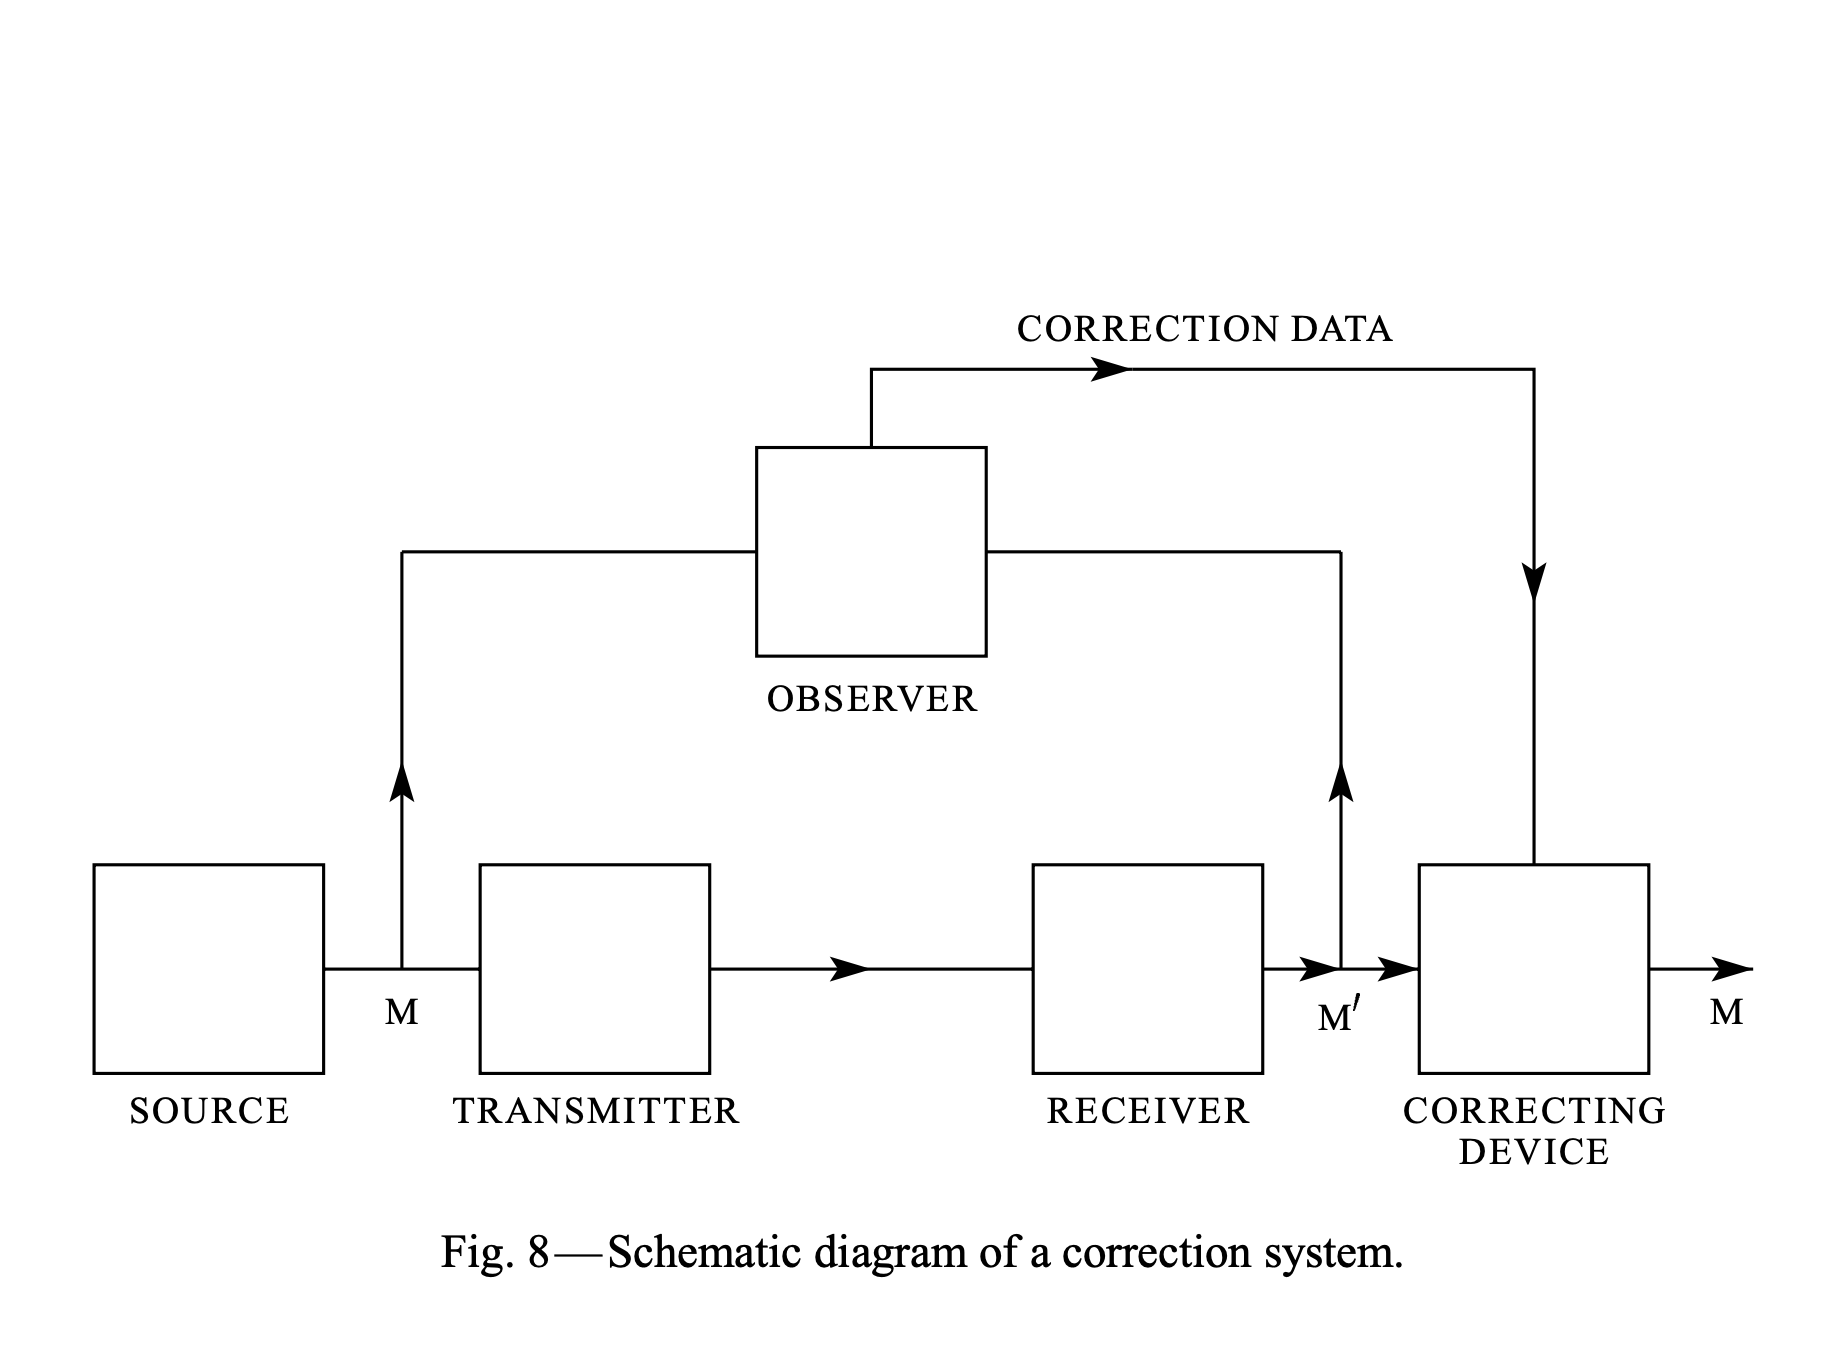 CORRECTION DATA
OBSERVER
M
M′
M
SOURCE
TRANSMITTER
RECEIVER
CORRECTING
DEVICE
Fig. 8—Schematic diagram of a correction system.